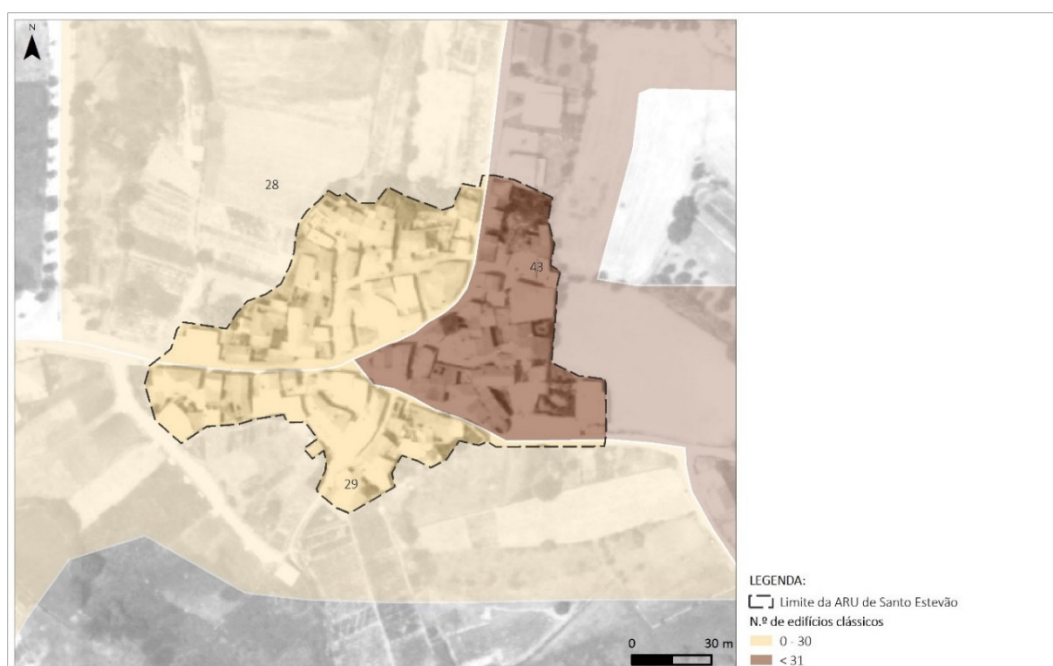 N
28
43
29
0 30 m
LEGENDA:
Limite da ARU de Santo Estevão
N.º de edifícios clássicos
0 - 30
< 31